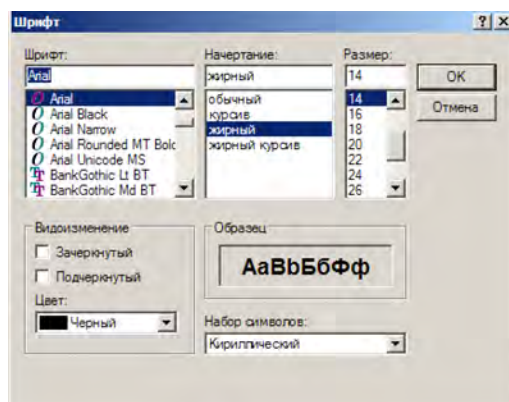 Шрифт
Шрифт:
Начертание:
Размер:
Arial
жирный
14
OK
Отмена
Arial
Arial Black
Arial Narrow
Arial Rounded MT Bolc
Arial Unicode MS
BankGothic Lt BT
BankGothic Md BT
обычный
курсив
жирный
жирный курсив
14
16
18
20
22
24
26
Видоизменение
Зачеркнутый
Подчеркнутый
Цвет:
Черный
Образец
АаВbБбФф
Набор символов:
Кириллический